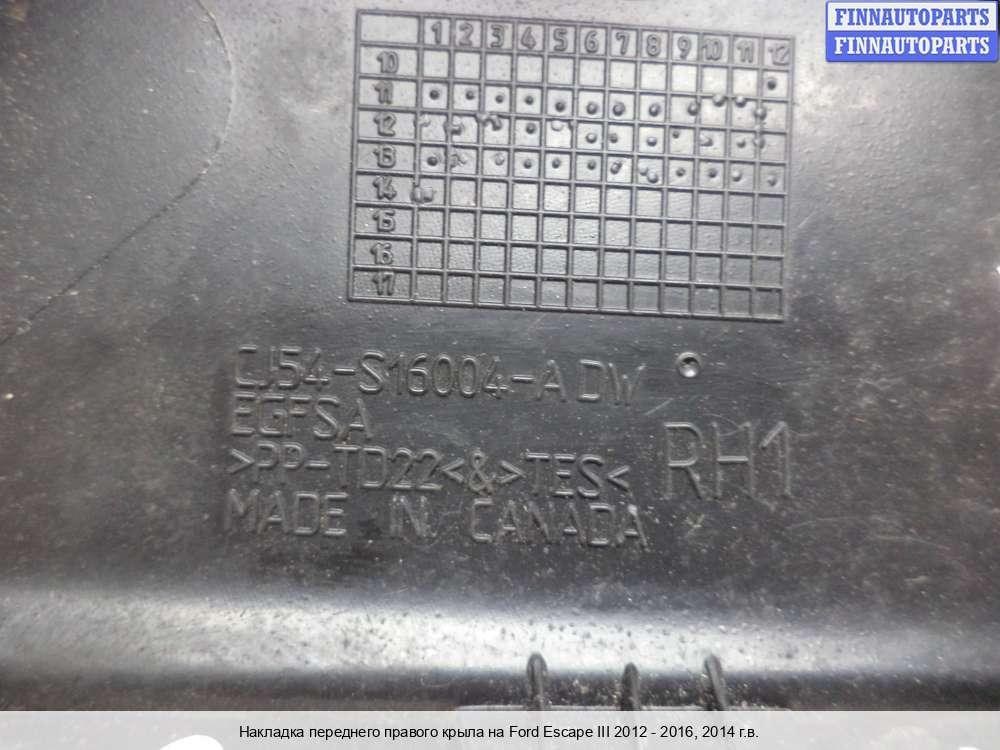 FINNAUTOPARTS
FINNAUTOPARTS
1 2 3 4 5 6 7 8 9 10 11 12
10
11
12
13
14
15
16
17
CJ54-S16004-ADW
EGFSA
>PP-TD22<&>TES<
RH1
MADE IN CANADA
Накладка переднего правого крыла на Ford Escape III 2012 - 2016, 2014 г.в.